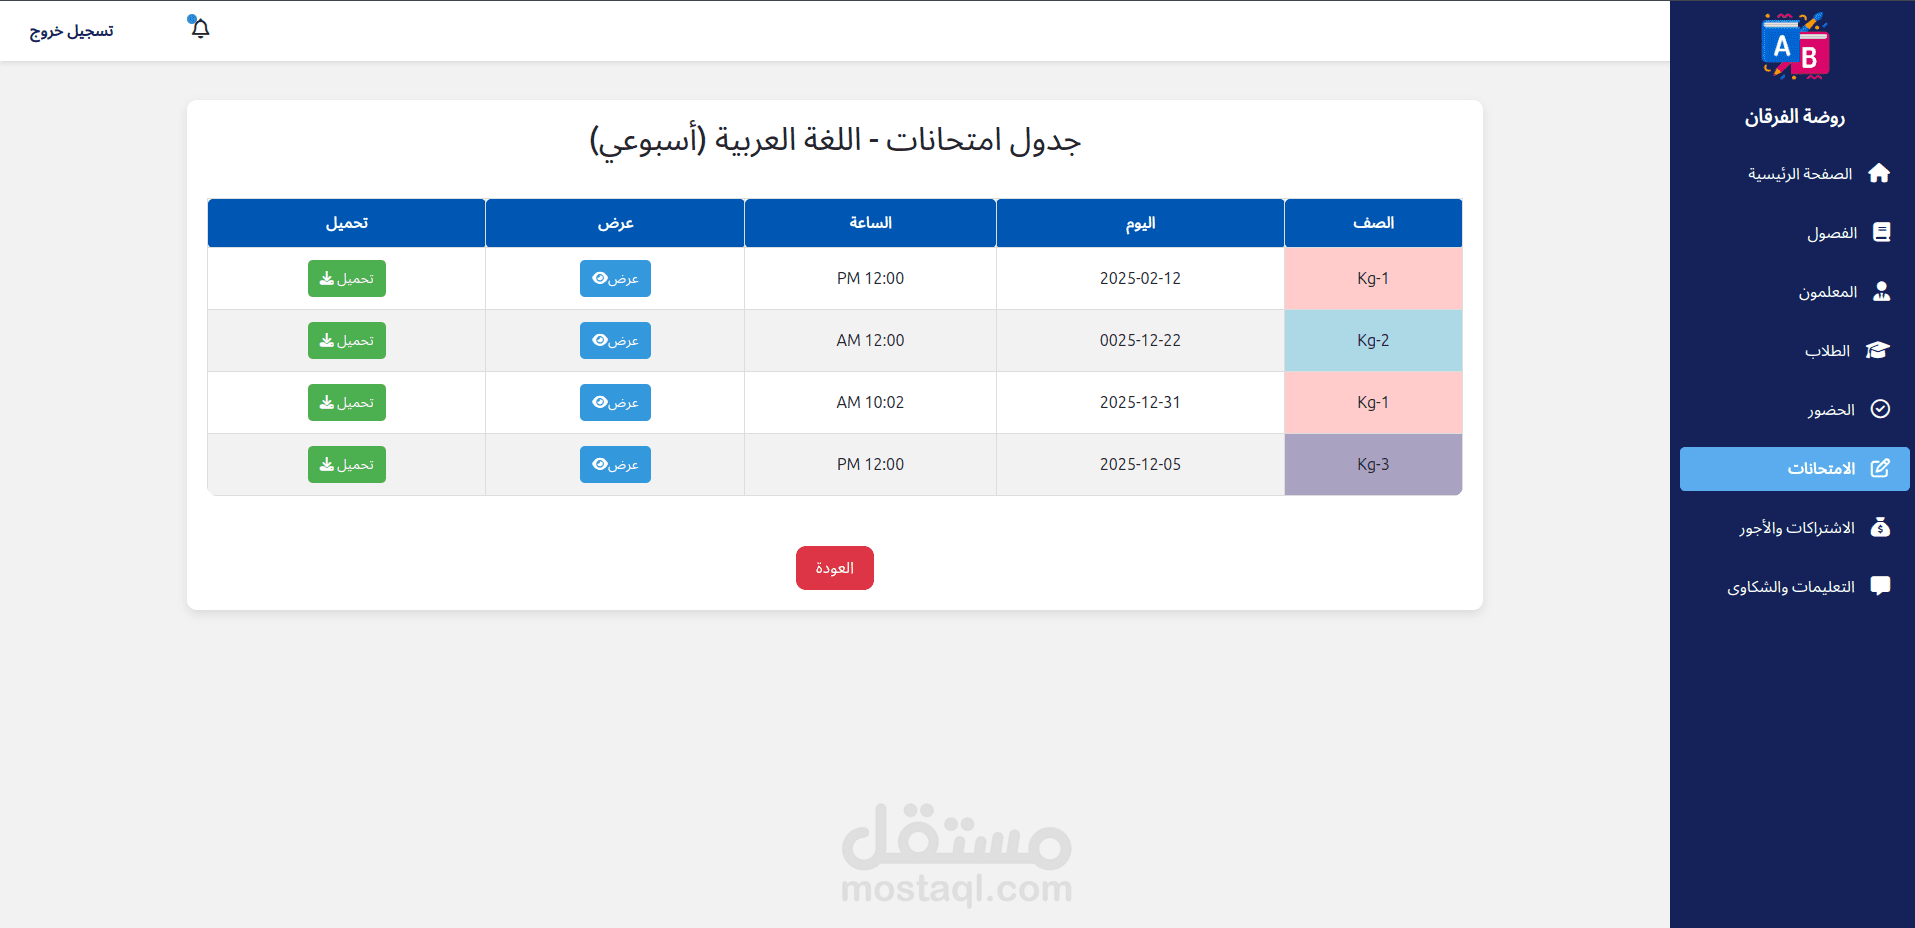 تسجيل خروج
A B
روضة الفرقان
الصفحة الرئيسية
الفصول
المعلمون
الطلاب
الحضور
الامتحانات
الاشتراكات والأجور
التعليمات والشكاوى
جدول امتحانات - اللغة العربية (أسبوعي)
الصف اليوم الساعة عرض تحميل
Kg-1 2025-02-12 PM 12:00 عرض تحميل
Kg-2 0025-12-22 AM 12:00 عرض تحميل
Kg-1 2025-12-31 AM 10:02 عرض تحميل
Kg-3 2025-12-05 PM 12:00 عرض تحميل
العودة
مستقل
mostaql.com